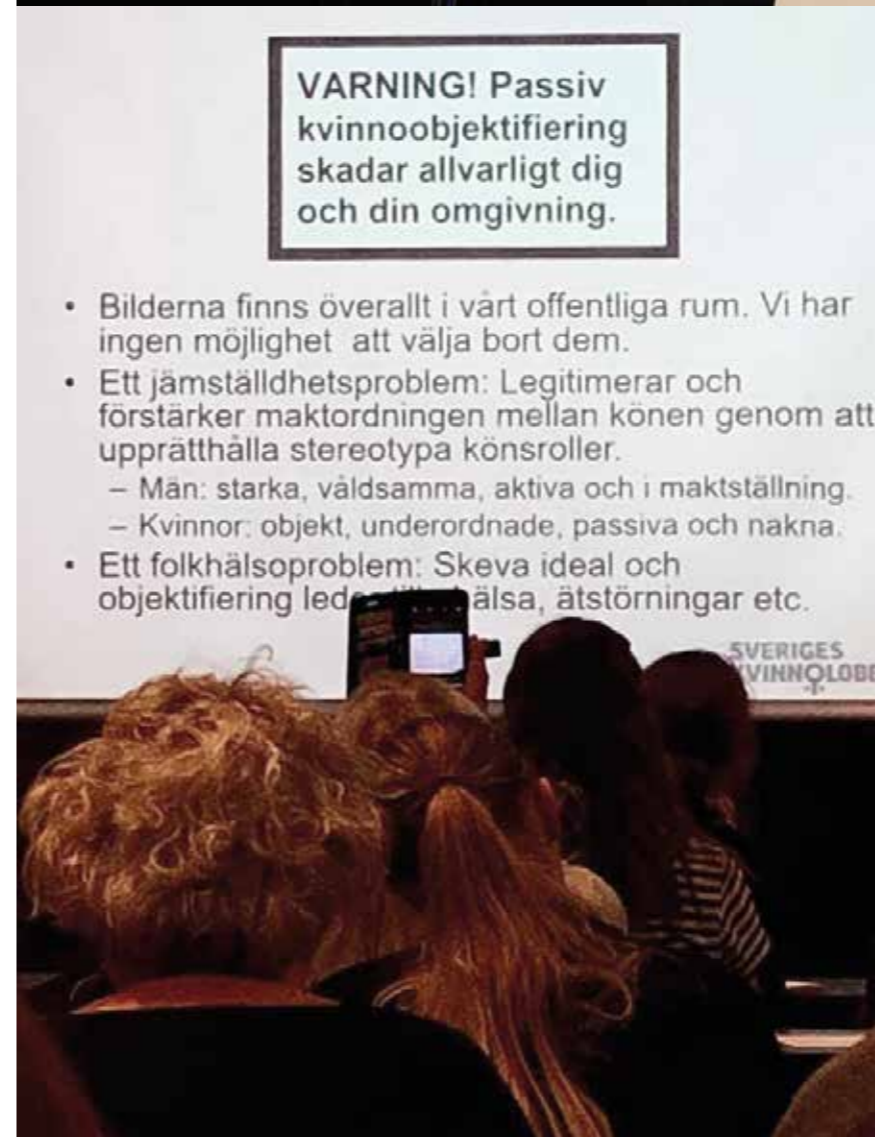 VARNING! Passiv
kvinnoobjektifiering
skadar allvarligt dig
och din omgivning.
• Bilderna finns överallt i vårt offentliga rum. Vi har
ingen möjlighet att välja bort dem.
• Ett jämställdhetsproblem: Legitimerar och
förstärker maktordningen mellan könen genom att
upprätthålla stereotypa könsroller.
– Män: starka, våldsamma, aktiva och i maktställning.
– Kvinnor: objekt, underordnade, passiva och nakna.
• Ett folkhälsoproblem: Skeva ideal och
objektifiering ätstörningar etc.
SVERIGES